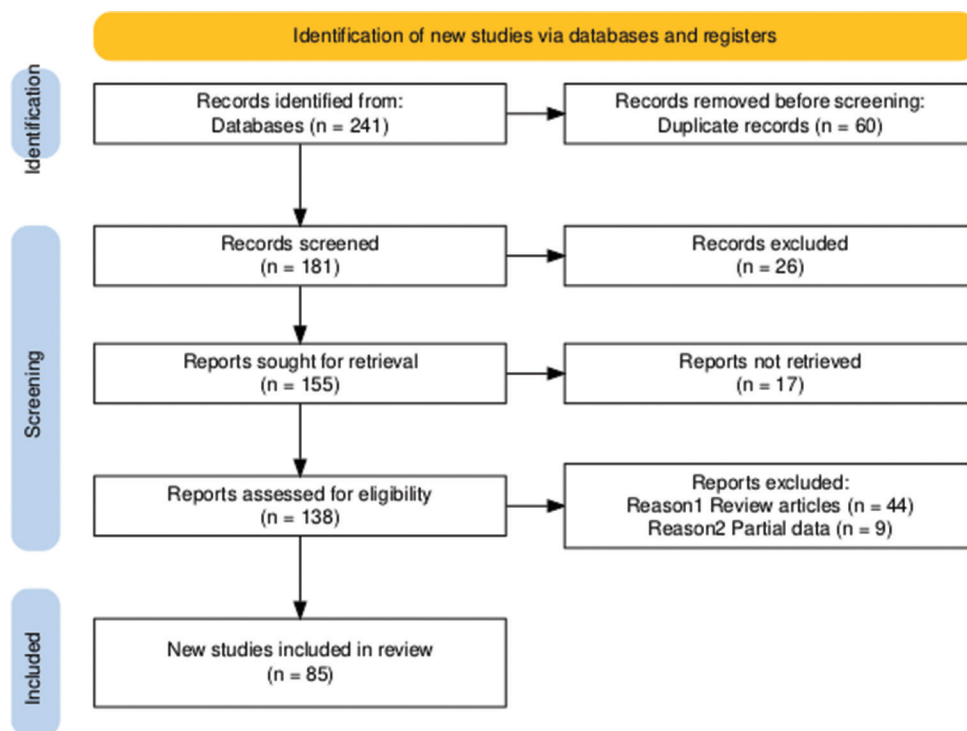 Identification of new studies via databases and registers
Identification
Records identified from:
Databases (n = 241)
Records removed before screening:
Duplicate records (n = 60)
Screening
Records screened
(n = 181)
Records excluded
(n = 26)
Reports sought for retrieval
(n = 155)
Reports not retrieved
(n = 17)
Reports assessed for eligibility
(n = 138)
Reports excluded:
Reason1 Review articles (n = 44)
Reason2 Partial data (n = 9)
Included
New studies included in review
(n = 85)